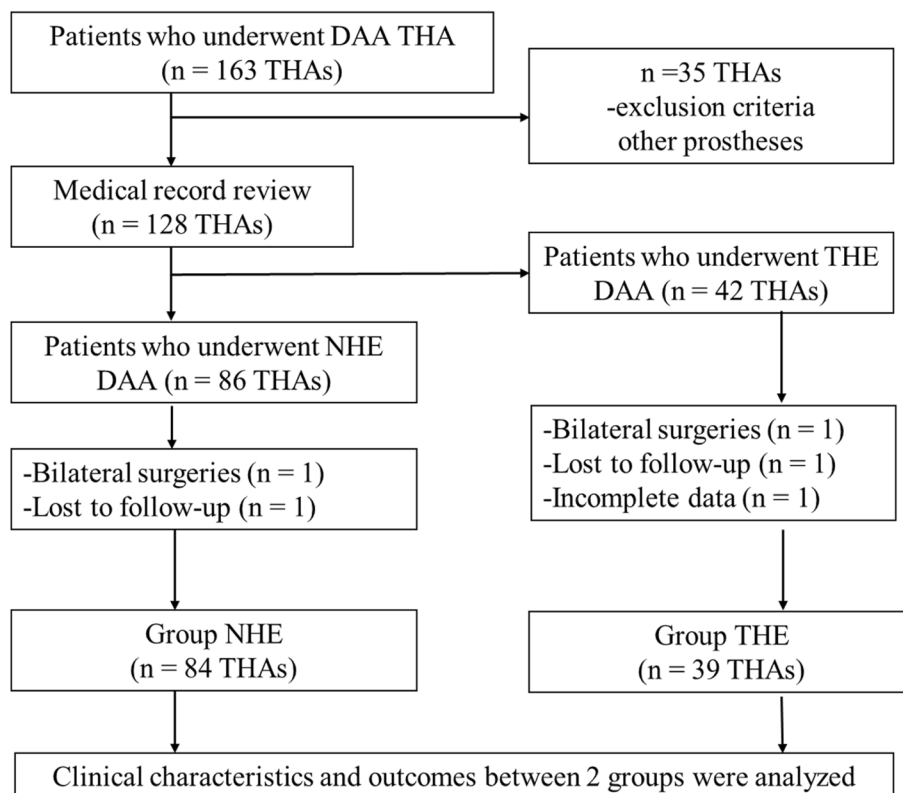 Patients who underwent DAA THA
(n = 163 THAs)
n =35 THAs
-exclusion criteria
other prostheses
Medical record review
(n = 128 THAs)
Patients who underwent THE
DAA (n = 42 THAs)
Patients who underwent NHE
DAA (n = 86 THAs)
-Bilateral surgeries (n = 1)
-Lost to follow-up (n = 1)
-Incomplete data (n = 1)
-Bilateral surgeries (n = 1)
-Lost to follow-up (n = 1)
Group NHE
(n = 84 THAs)
Group THE
(n = 39 THAs)
Clinical characteristics and outcomes between 2 groups were analyzed